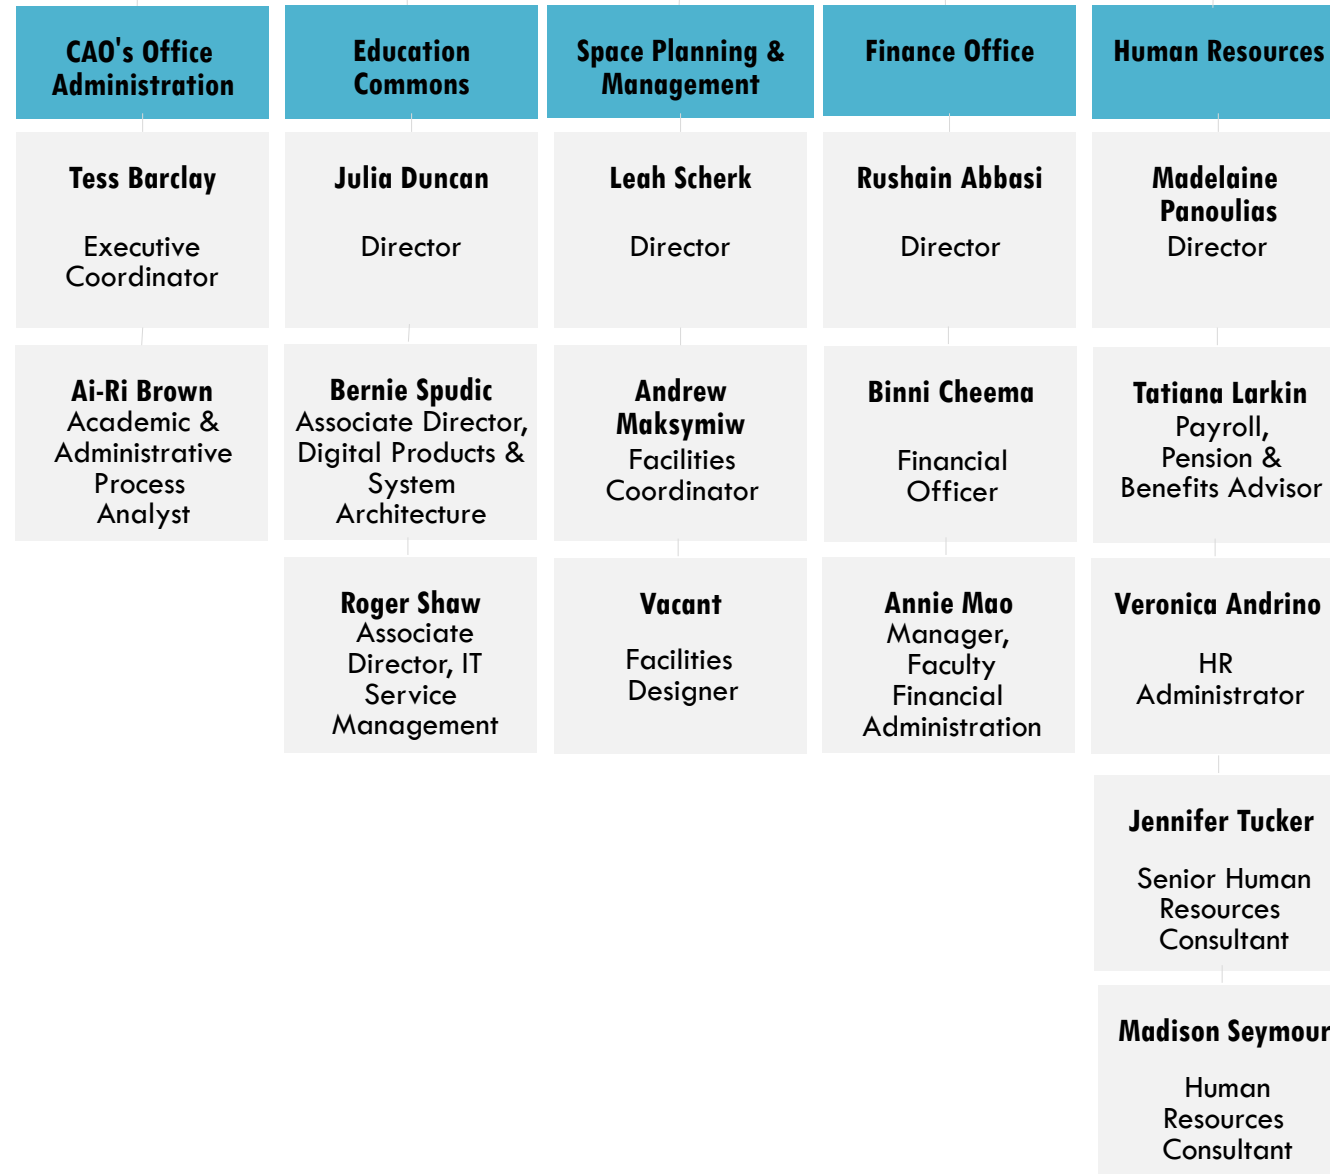 CAO's Office
Administration
Tess Barclay
Executive
Coordinator
Ai-Ri Brown
Academic &
Administrative
Process
Analyst
Education
Commons
Julia Duncan
Director
Bernie Spudic
Associate Director,
Digital Products &
System
Architecture
Roger Shaw
Associate
Director, IT
Service
Management
Space Planning &
Management
Leah Scherk
Director
Andrew
Maksymiw
Facilities
Coordinator
Vacant
Facilities
Designer
Finance Office
Rushain Abbasi
Director
Binni Cheema
Financial
Officer
Annie Mao
Manager,
Faculty
Financial
Administration
Human Resources
Madelaine
Panoulias
Director
Tatiana Larkin
Payroll,
Pension &
Benefits Advisor
Veronica Andrino
HR
Administrator
Jennifer Tucker
Senior Human
Resources
Consultant
Madison Seymour
Human
Resources
Consultant